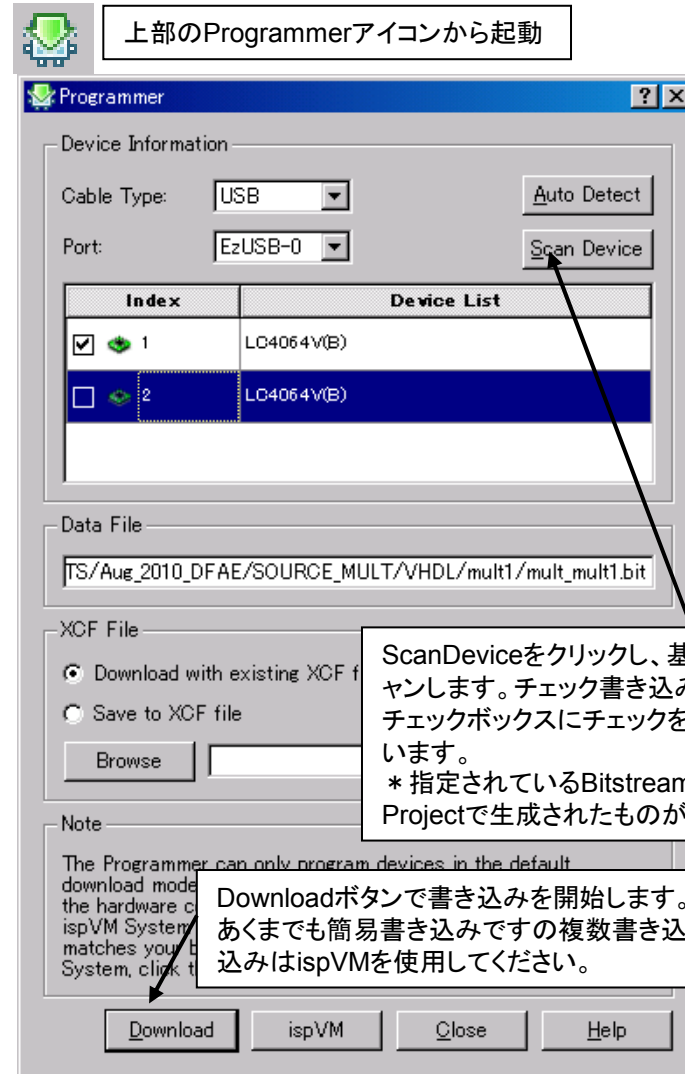 上部のProgrammerアイコンから起動
Programmer
Device Information
Cable Type: USB Auto Detect
Port: EzUSB-0 Scan Device
Index Device List
1 LC4064V(B)
2 LC4064V(B)
Data File
TS/Aug_2010_DFAE/SOURCE_MULT/VHDL/mult1/mult_mult1.bit
XCF File
Download with existing XCF f
Save to XCF file
Browse
ScanDeviceをクリックし、基
ャンします。チェック書き込み
チェックボックスにチェックを
います。
＊指定されているBitstream
Projectで生成されたものが
Note
The Programmer can only program devices in the default
download mode
the hardware c
ispVM System
matches your b
System, click t
Downloadボタンで書き込みを開始します。
あくまでも簡易書き込みですの複数書き込
込みはispVMを使用してください。
Download ispVM Close Help